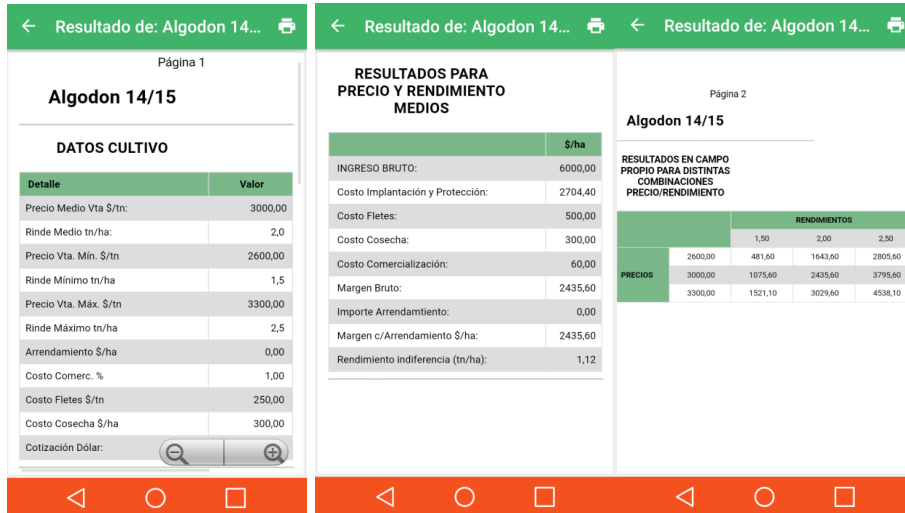 Resultado de: Algodon 14...
Página 1
Algodon 14/15
DATOS CULTIVO
Detalle Valor
Precio Medio Vta $/tn: 3000,00
Rinde Medio tn/ha: 2,0
Precio Vta. Mín. $/tn 2600,00
Rinde Mínimo tn/ha 1,5
Precio Vta. Máx. $/tn 3300,00
Rinde Máximo tn/ha 2,5
Arrendamiento $/ha 0,00
Costo Comerc. % 1,00
Costo Fletes $/tn 250,00
Costo Cosecha $/ha 300,00
Cotización Dólar:
Resultado de: Algodon 14...
RESULTADOS PARA
PRECIO Y RENDIMIENTO
MEDIOS
$/ha
INGRESO BRUTO: 6000,00
Costo Implantación y Protección: 2704,40
Costo Fletes: 500,00
Costo Cosecha: 300,00
Costo Comercialización: 60,00
Margen Bruto: 2435,60
Importe Arrendamtiento: 0,00
Margen c/Arrendamiento $/ha: 2435,60
Rendimiento indiferencia (tn/ha): 1,12
Resultado de: Algodon 14...
Página 2
Algodon 14/15
RESULTADOS EN CAMPO
PROPIO PARA DISTINTAS
COMBINACIONES
PRECIO/RENDIMIENTO
RENDIMIENTOS
1,50 2,00 2,50
2600,00 481,60 1643,60 2805,60
PRECIOS 3000,00 1075,60 2435,60 3795,60
3300,00 1521,10 3029,60 4538,10